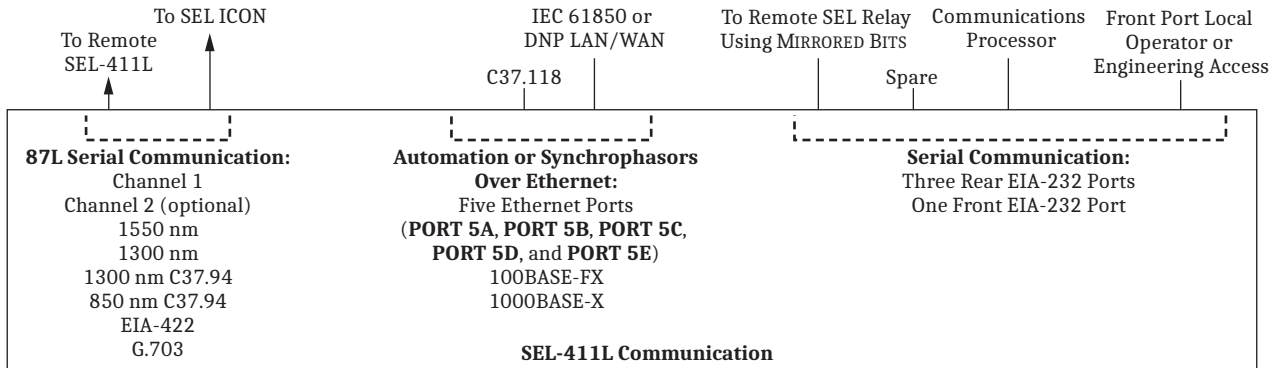 To SEL ICON
To Remote
SEL-411L
IEC 61850 or
DNP LAN/WAN
C37.118
To Remote SEL Relay
Using MIRRORED BITS
Spare
Communications
Processor
Front Port Local
Operator or
Engineering Access
87L Serial Communication:
Channel 1
Channel 2 (optional)
1550 nm
1300 nm
1300 nm C37.94
850 nm C37.94
EIA-422
G.703
Automation or Synchrophasors
Over Ethernet:
Five Ethernet Ports
(PORT 5A, PORT 5B, PORT 5C,
PORT 5D, and PORT 5E)
100BASE-FX
1000BASE-X
Serial Communication:
Three Rear EIA-232 Ports
One Front EIA-232 Port
SEL-411L Communication